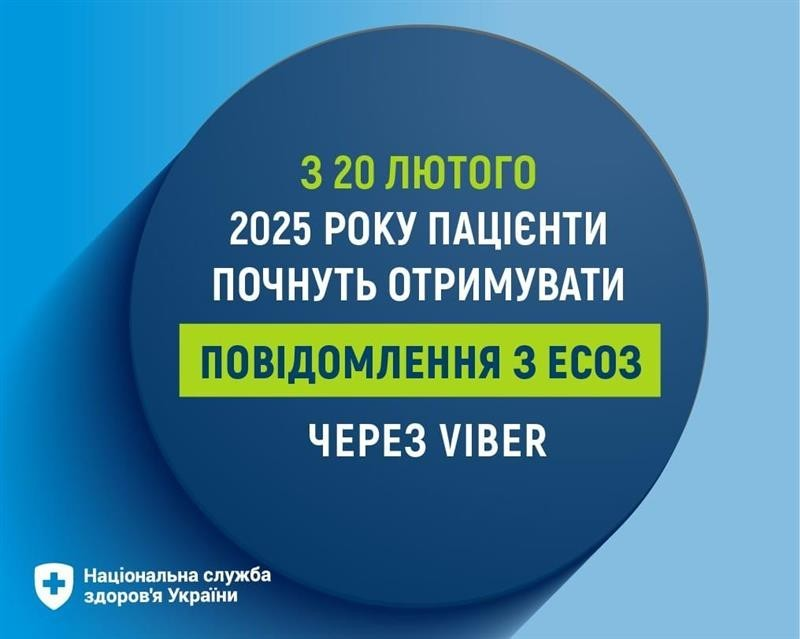 З 20 ЛЮТОГО
2025 РОКУ ПАЦІЄНТИ
ПОЧНУТЬ ОТРИМУВАТИ
ПОВІДОМЛЕННЯ З ЕСОЗ
ЧЕРЕЗ VIBER
Національна служба
здоров'я України